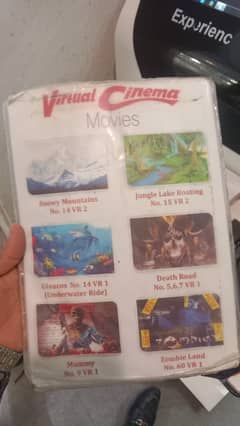 Experienc
Virtual Cinema
Movies
Snowy Mountains
No. 14 VR 2
Jungle Lake Boating
No. 15 VR 2
No. 14 VR 1
(Underwater Ride)
Death Road
No. 5,6,7 VR 1
Mummy
No. 9 VR 1
Zombie Land
No. 60 VR 1